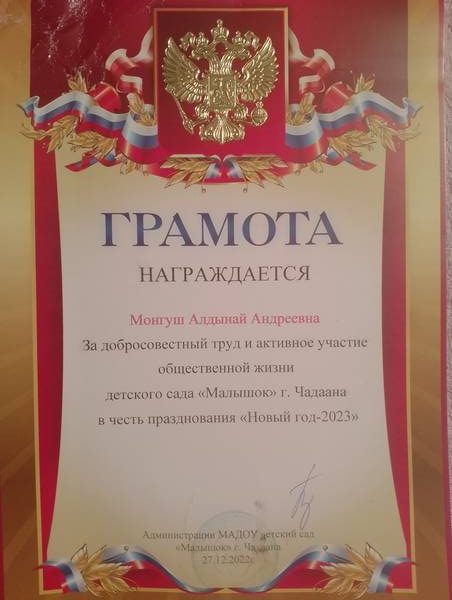 ГРАМОТА
НАГРАЖДАЕТСЯ
Монгуш Алдынай Андреевна
За добросовестный труд и активное участие
общественной жизни
детского сада «Малышок» г. Чадаана
в честь празднования «Новый год-2023»
Администрация МАДОУ детский сад
«Малышок» г. Чадаана
27.12.2022г.